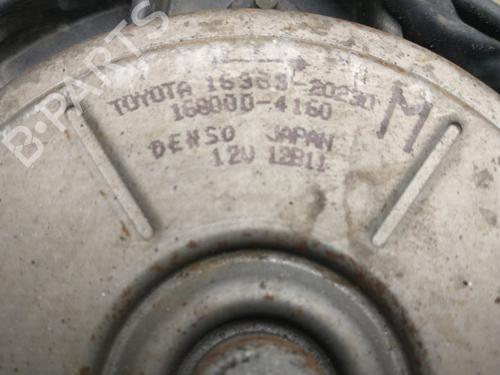 TOYOTA 16363-20230
168000-4160
DENSO JAPAN
12V 12B11
M
B-PARTS